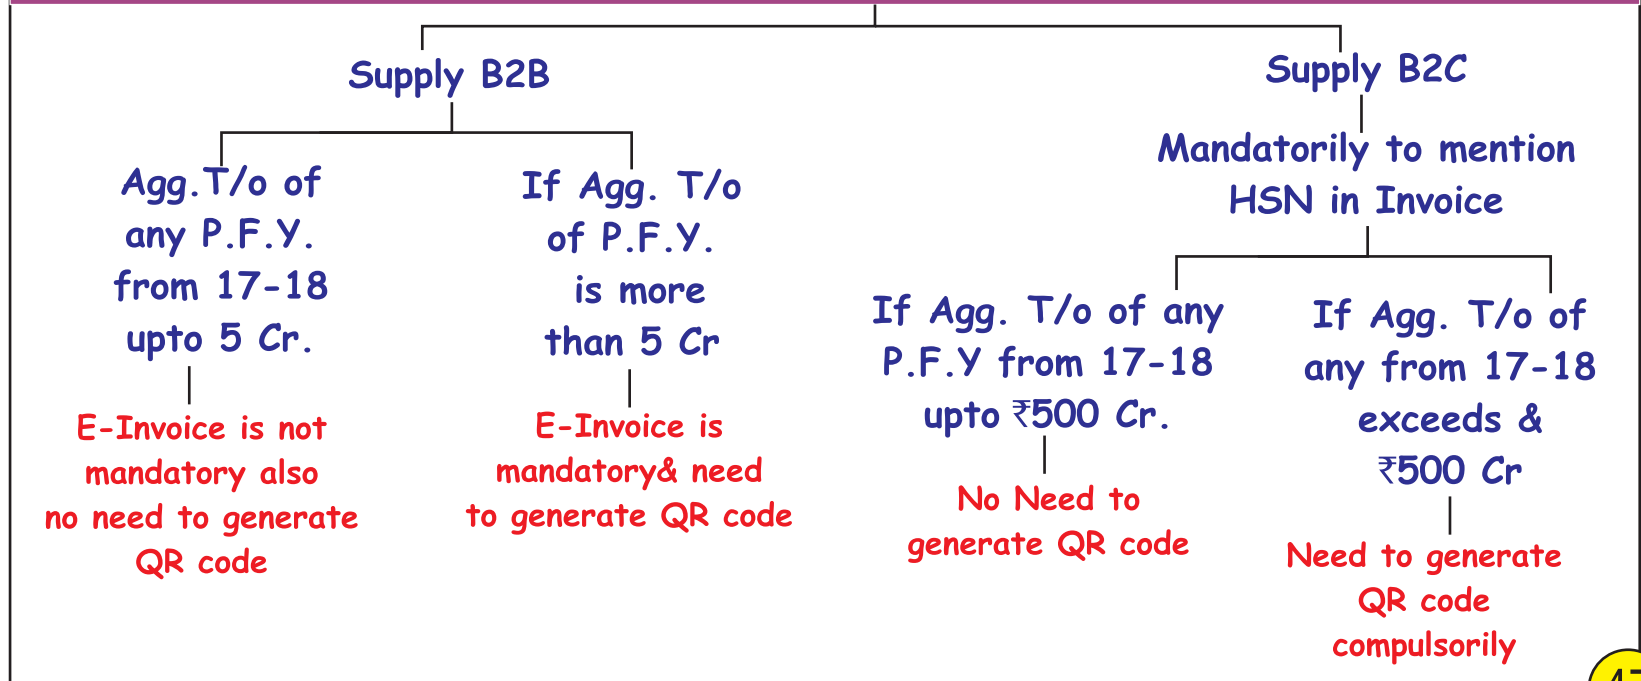 Supply B2B
Agg.T/o of
any P.F.Y.
from 17-18
upto 5 Cr.
E-Invoice is not
mandatory also
no need to generate
QR code
If Agg. T/o
of P.F.Y.
is more
than 5 Cr
E-Invoice is
mandatory& need
to generate QR code
Supply B2C
Mandatorily to mention
HSN in Invoice
If Agg. T/o of any
P.F.Y from 17-18
upto ₹500 Cr.
No Need to
generate QR code
If Agg. T/o of
any from 17-18
exceeds &
₹500 Cr
Need to generate
QR code
compulsorily